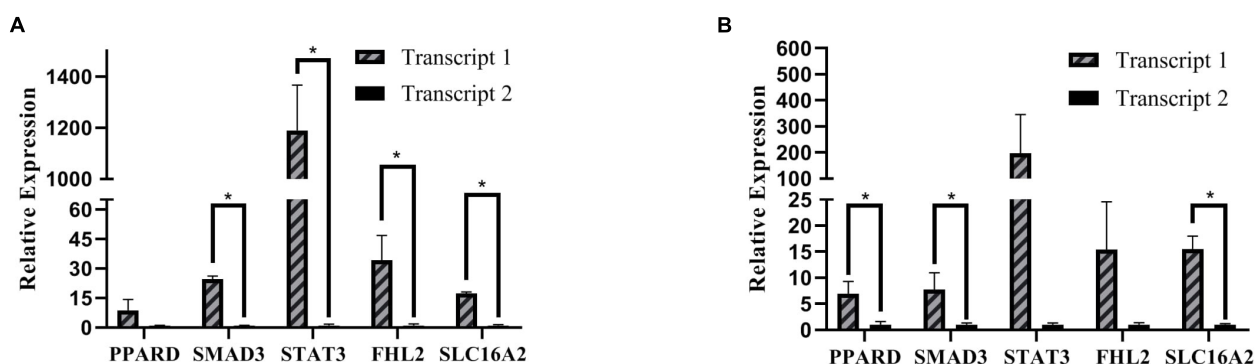 A
Relative Expression
1400
1200
1000
60
45
30
15
0
Transcript 1
Transcript 2
*
*
*
*
PPARD SMAD3 STAT3 FHL2 SLC16A2
B
Relative Expression
600
500
400
300
200
100
25
20
15
10
5
0
Transcript 1
Transcript 2
*
*
*
PPARD SMAD3 STAT3 FHL2 SLC16A2